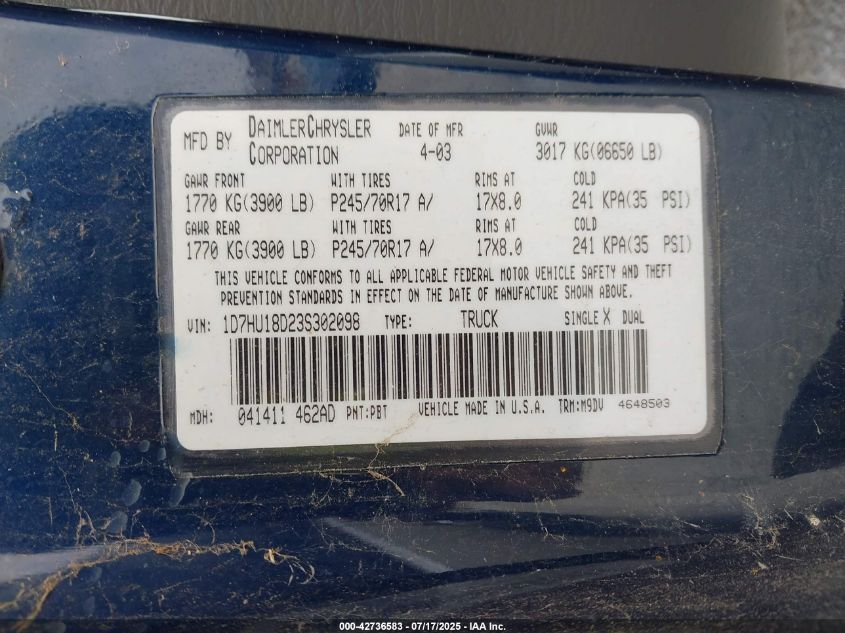 MFD BY DAIMLERCHRYSLER CORPORATION DATE OF MFR 4-03 GVWR 3017 KG(06650 LB)
GAWR FRONT WITH TIRES RIMS AT COLD
1770 KG(3900 LB) P245/70R17 A/ 17X8.0 241 KPA(35 PSI)
GAWR REAR WITH TIRES RIMS AT COLD
1770 KG(3900 LB) P245/70R17 A/ 17X8.0 241 KPA(35 PSI)
THIS VEHICLE CONFORMS TO ALL APPLICABLE FEDERAL MOTOR VEHICLE SAFETY AND THEFT
PREVENTION STANDARDS IN EFFECT ON THE DATE OF MANUFACTURE SHOWN ABOVE.
VIN: 1D7HU18D23S302098 TYPE: TRUCK SINGLE X DUAL
MDH: 041411 462AD PNT:PBT VEHICLE MADE IN U.S.A. TRM:M9DV 4648503
000-42736583 / 07/17/2025 - IAA Inc.